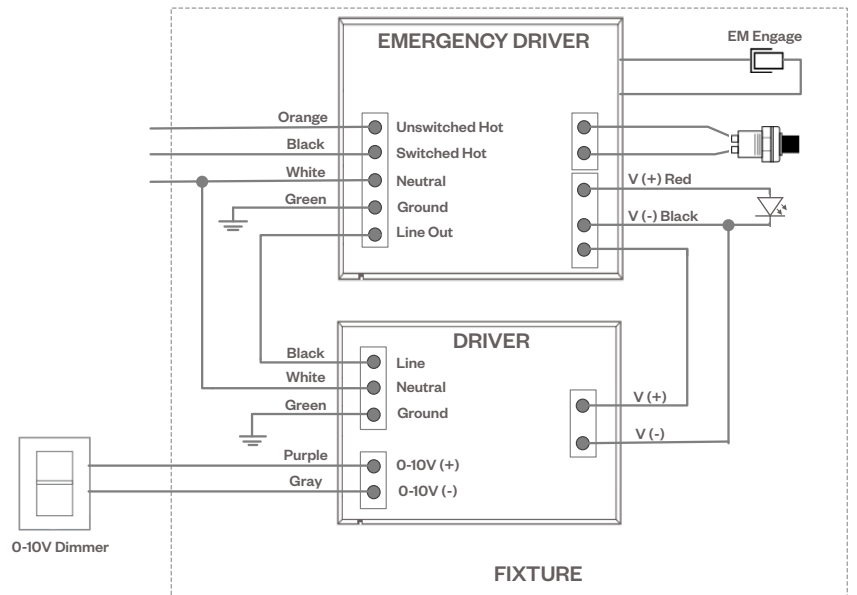 EMERGENCY DRIVER
EM Engage
Orange
Unswitched Hot
Black
Switched Hot
White
Neutral
Green
Ground
Line Out
V (+) Red
V (-) Black
DRIVER
Black
Line
White
Neutral
Green
Ground
V (+)
V (-)
Purple
0-10V (+)
Gray
0-10V (-)
0-10V Dimmer
FIXTURE